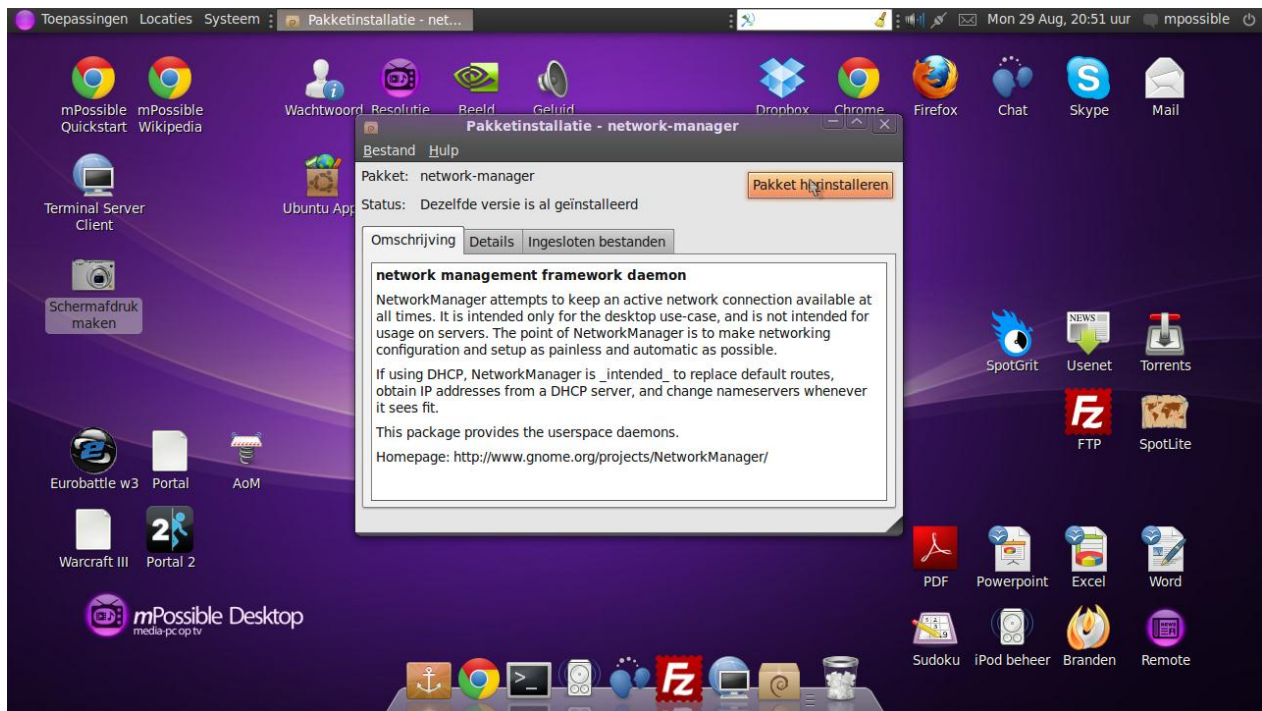 Toepassingen Locaties Systeem Pakketinstallatie - net... Mon 29 Aug, 20:51 uur mpossible
mPossible Quickstart
mPossible Wikipedia
Wachtwoord
Resolutie
Beeld
Geluid
Dropbox
Chrome
Firefox
Chat
Skype
Mail
Terminal Server Client
Ubuntu App
Schermafdruk maken
Pakketinstallatie - network-manager
Bestand Hulp
Pakket: network-manager
Pakket herinstalleren
Status: Dezelfde versie is al geïnstalleerd
Omschrijving Details Ingesloten bestanden
network management framework daemon
NetworkManager attempts to keep an active network connection available at
all times. It is intended only for the desktop use-case, and is not intended for
usage on servers. The point of NetworkManager is to make networking
configuration and setup as painless and automatic as possible.
If using DHCP, NetworkManager is _intended_ to replace default routes,
obtain IP addresses from a DHCP server, and change nameservers whenever
it sees fit.
This package provides the userspace daemons.
Homepage: http://www.gnome.org/projects/NetworkManager/
SpotGrit
NEWS
Usenet
Torrents
Fz
FTP
SpotLite
Eurobattle w3
Portal
AoM
Warcraft III
2
Portal 2
PDF
Powerpoint
Excel
Word
mPossible Desktop
media-pc op tv
Sudoku
iPod beheer
Branden
Remote
Fz